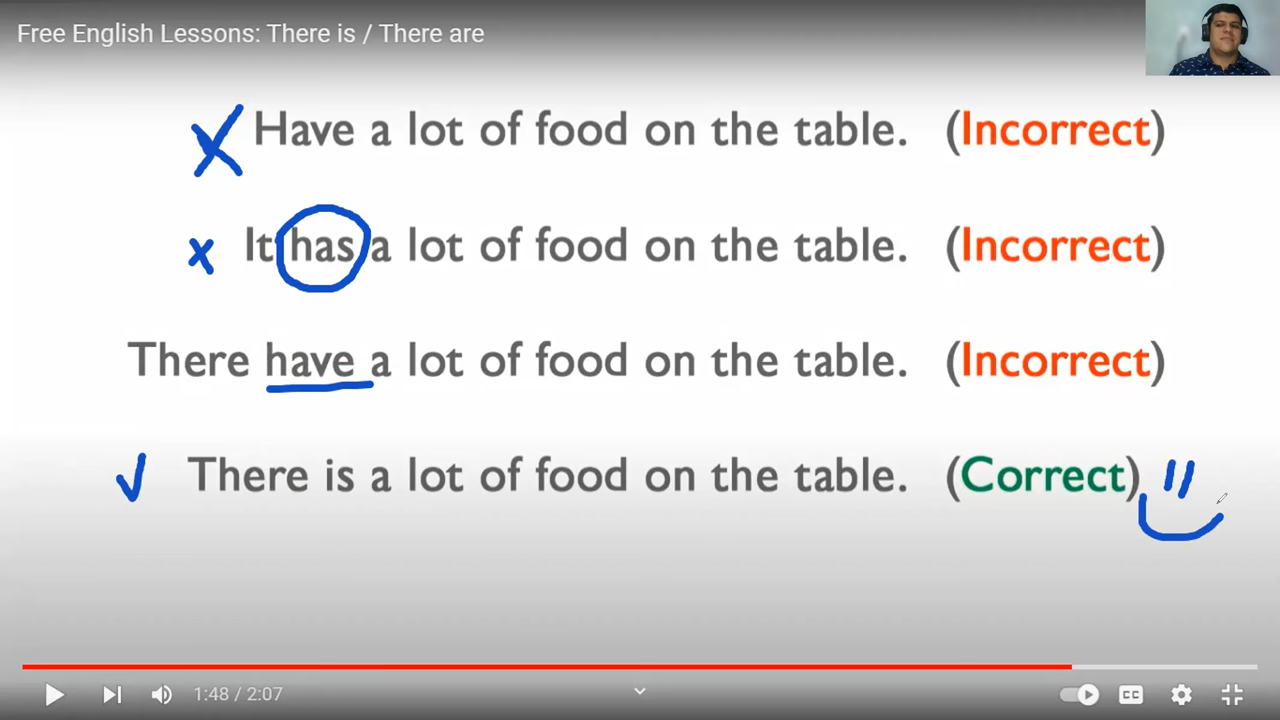 Free English Lessons: There is / There are
X Have a lot of food on the table. (Incorrect)
x It has a lot of food on the table. (Incorrect)
There have a lot of food on the table. (Incorrect)
✓ There is a lot of food on the table. (Correct)
1:48 / 2:07
CC